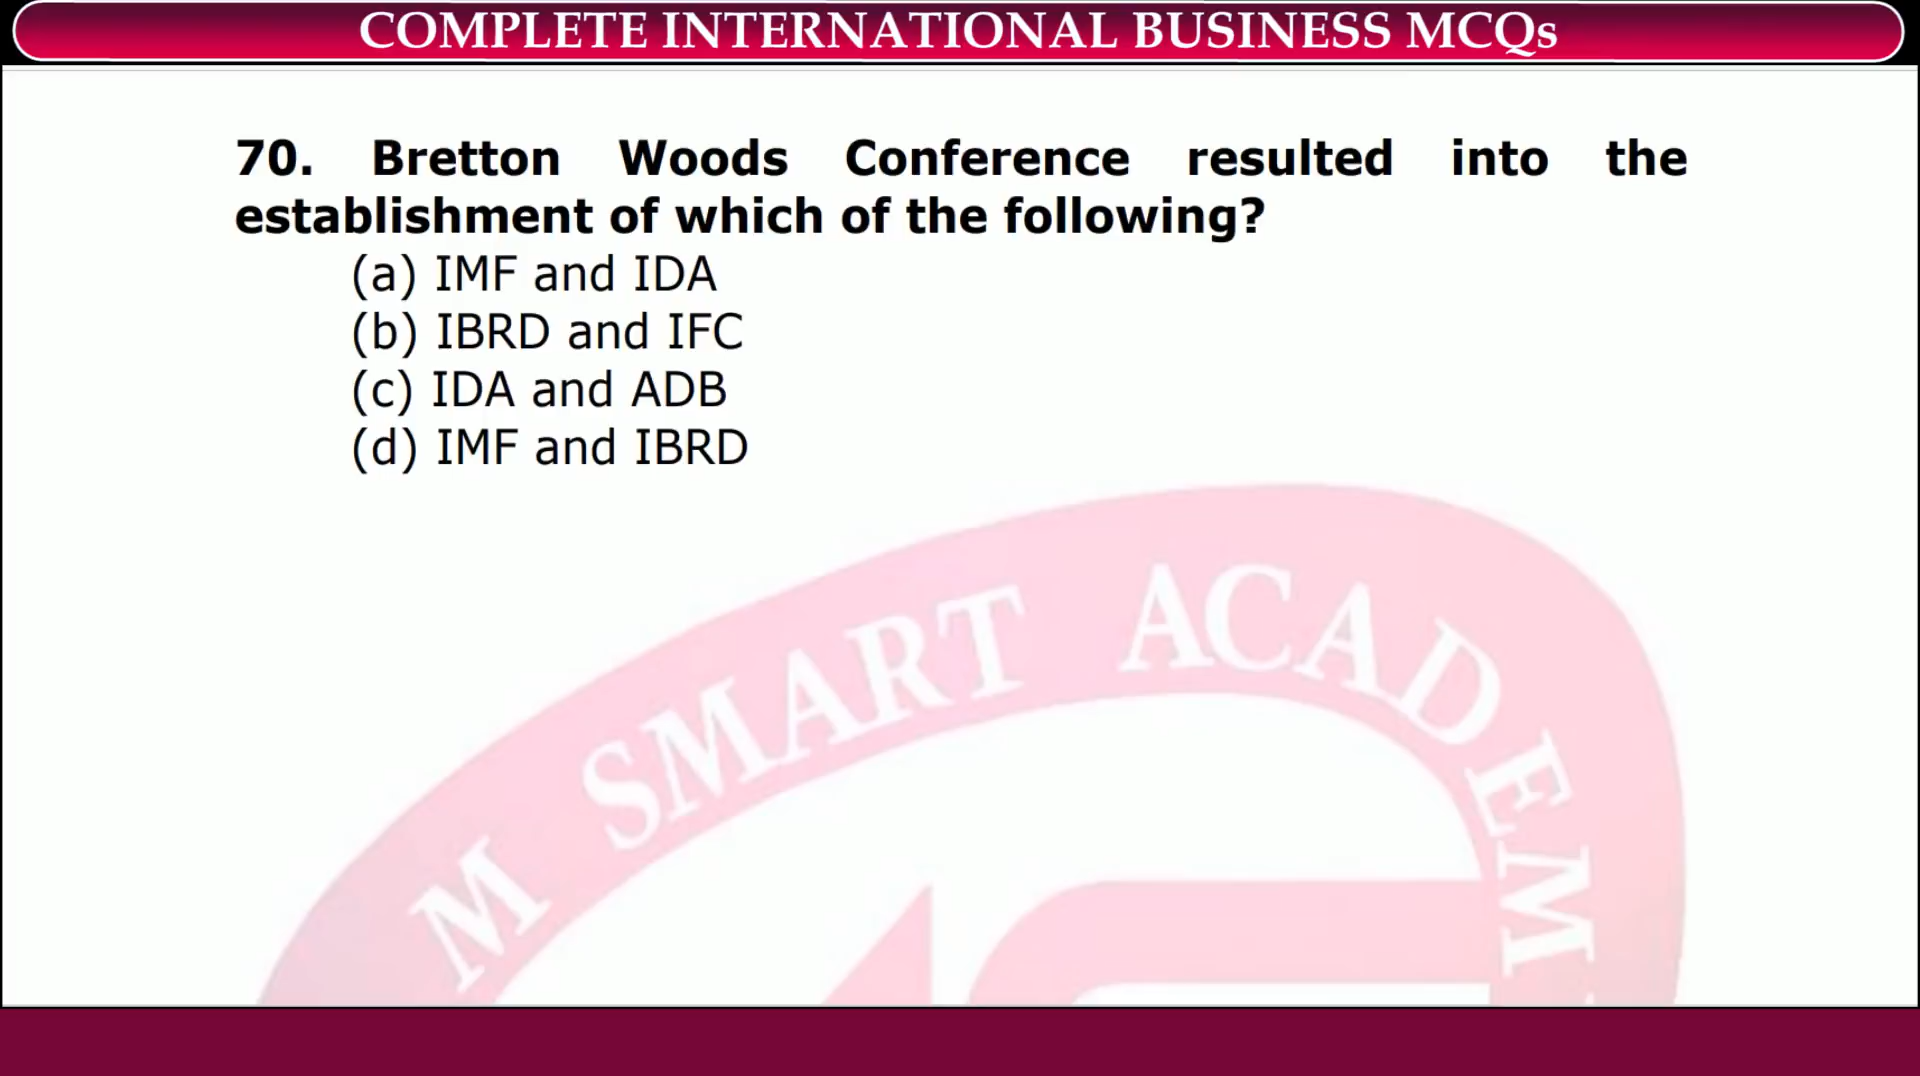 COMPLETE INTERNATIONAL BUSINESS MCQs
70. Bretton Woods Conference resulted into the
establishment of which of the following?
(a) IMF and IDA
(b) IBRD and IFC
(c) IDA and ADB
(d) IMF and IBRD
M SMART ACADEM